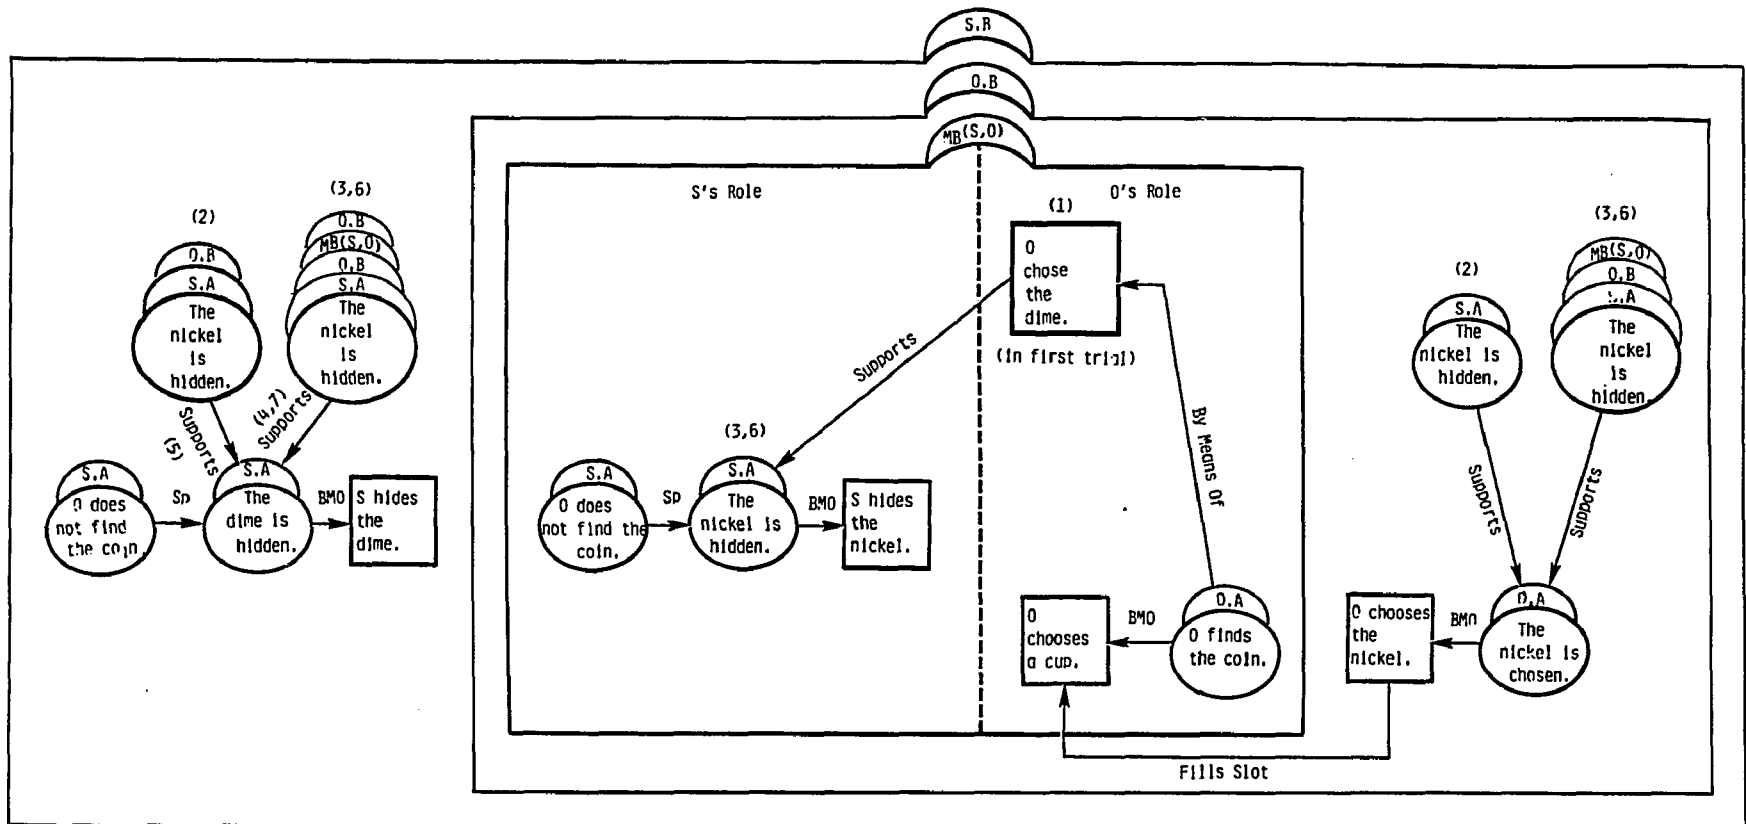 S.B
O.B
MB(S,O)
S's Role
O's Role
(2)
O.B
S.A
The
nickel
is
hidden.
(3,6)
O.B
MB(S,O)
O.B
S.A
The
nickel
is
hidden.
Supports
(5)
(4,7)
Supports
S.A
O does
not find
the coin.
Sp
S.A
The
dime is
hidden.
BMO
S hides
the
dime.
(1)
O
chose
the
dime.
(in first trial)
Supports
By Means Of
(3,6)
S.A
O does
not find the
coin.
Sp
S.A
The
nickel is
hidden.
BMO
S hides
the
nickel.
O
chooses
a cup.
BMO
O.A
O finds
the coin.
(2)
S.A
The
nickel is
hidden.
(3,6)
MB(S,O)
O.B
S.A
The
nickel
is
hidden.
Supports
Supports
O chooses
the
nickel.
BMO
O.A
The
nickel is
chosen.
Fills Slot